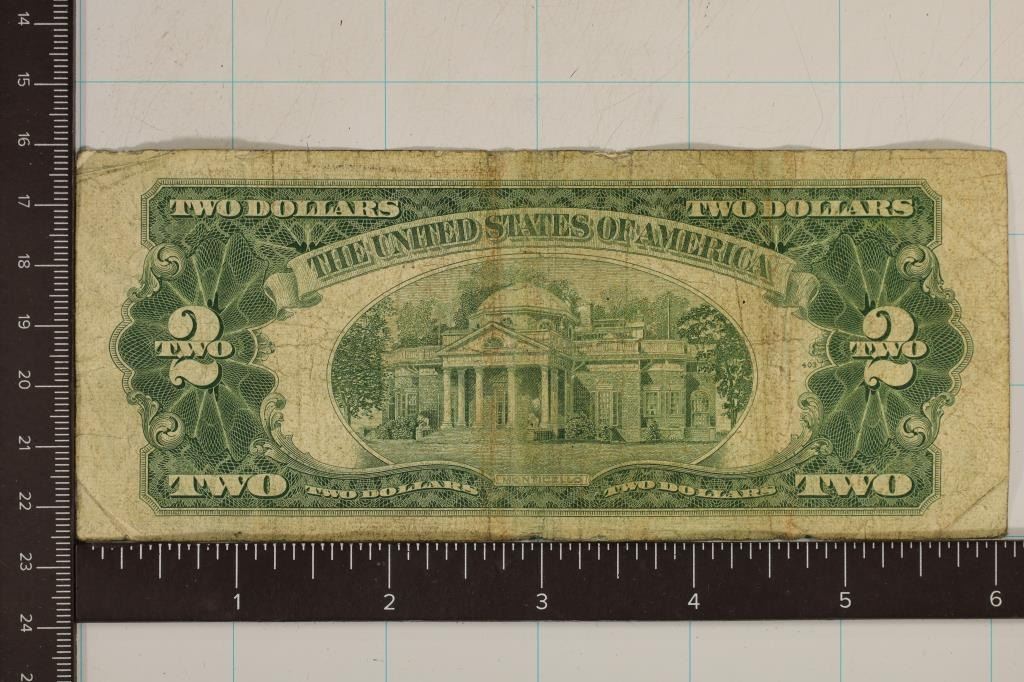 14
15
16
17
18
19
20
21
22
23
24
TWO DOLLARS TWO DOLLARS
THE UNITED STATES OF AMERICA
2 2
TWO TWO
MONTICELLO
TWO TWO DOLLARS TWO DOLLARS TWO
1 2 3 4 5 6